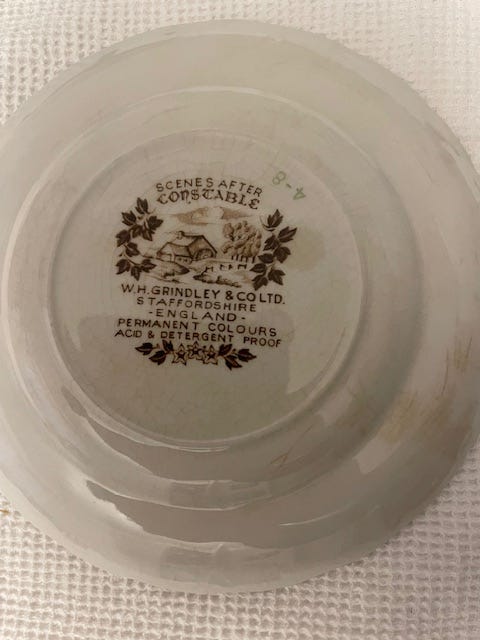 SCENES AFTER
CONSTABLE
W.H.GRINDLEY & CO LTD.
STAFFORDSHIRE
-ENGLAND-
PERMANENT COLOURS
ACID & DETERGENT PROOF
4-8